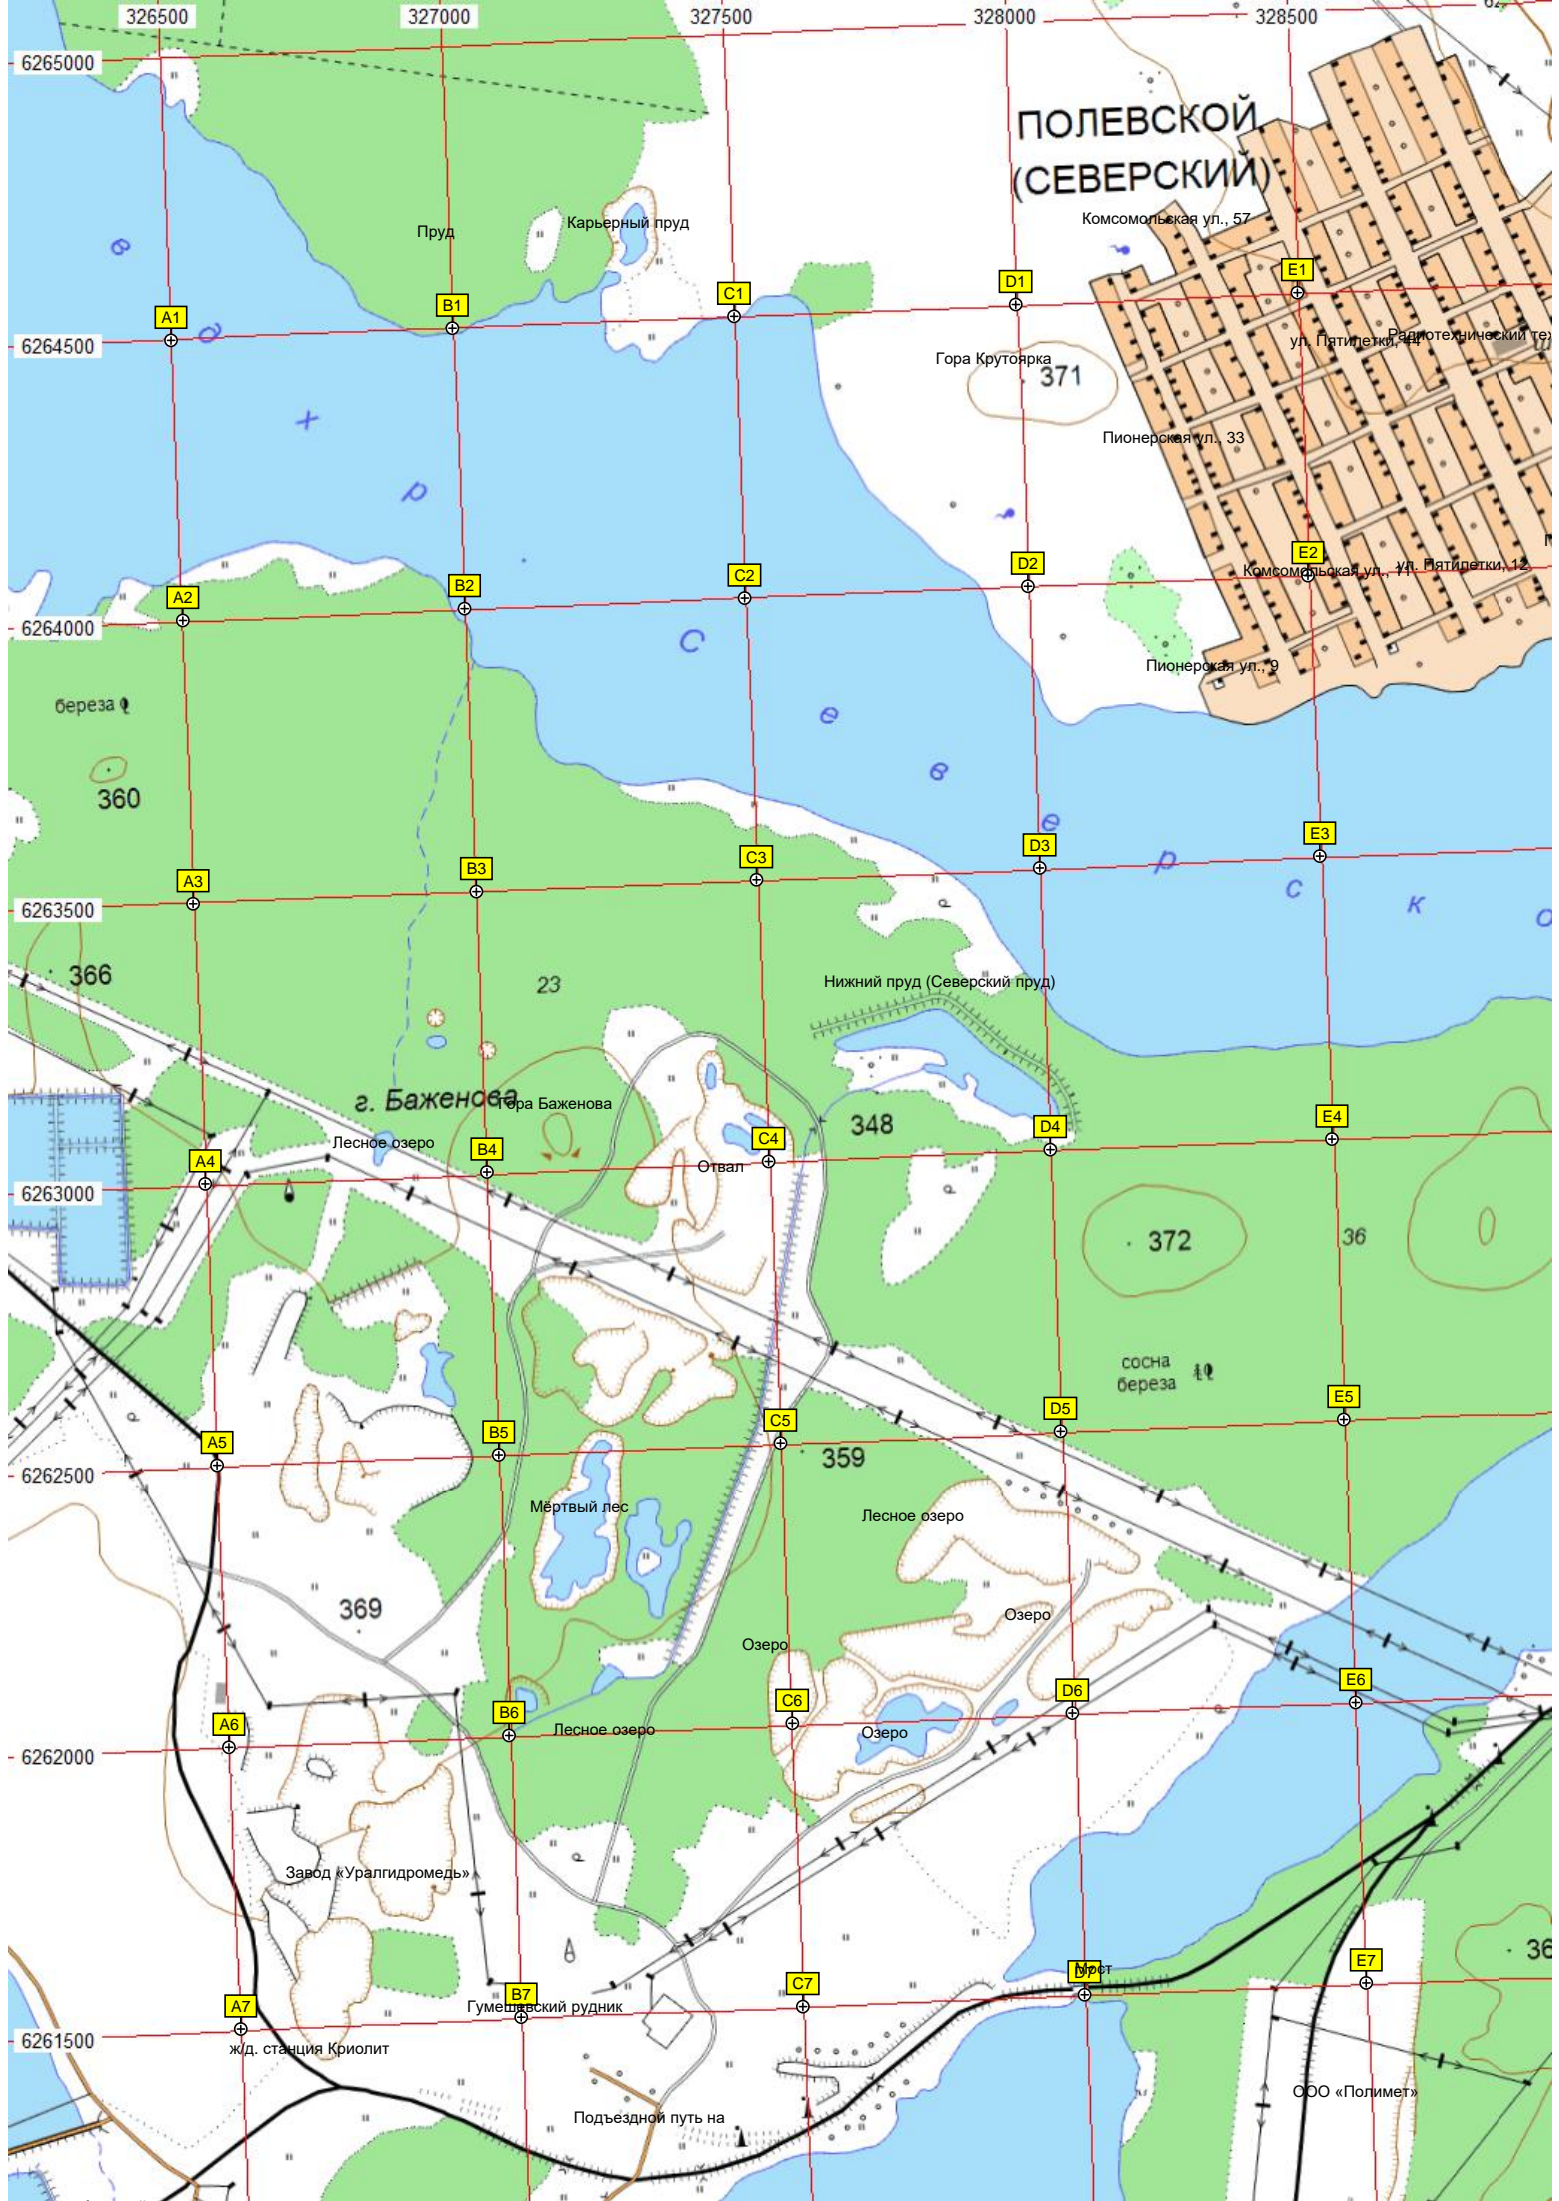 326500 327000 327500 328000 328500
6265000
ПОЛЕВСКОЙ
(СЕВЕРСКИЙ)
Комсомольская ул., 57
Карьерный пруд
Пруд
в
а
х
р
A1 B1 C1 D1 E1
6264500
ул. Пятилетки, 44
Радиотехнический тех
Гора Крутоярка
371
Пионерская ул., 33
A2 B2 C2 D2 E2
Комсомольская ул., 11
ул. Пятилетки, 12
6264000
С
е
в
е
р
с
к
о
Пионерская ул., 9
береза
360
A3 B3 C3 D3 E3
6263500
366
23
Нижний пруд (Северский пруд)
г. Баженова
Гора Баженова
348
Лесное озеро
A4 B4 C4 D4 E4
Отвал
6263000
372
36
сосна
береза
A5 B5 C5 D5 E5
359
6262500
Мёртвый лес
Лесное озеро
369
Озеро
Озеро
A6 B6 C6 D6 E6
Лесное озеро
Озеро
6262000
Завод «Уралгидромедь»
36
Мост
A7 B7 C7 D7 E7
Гумешевский рудник
6261500
ж/д. станция Криолит
ООО «Полимет»
Подъездной путь на